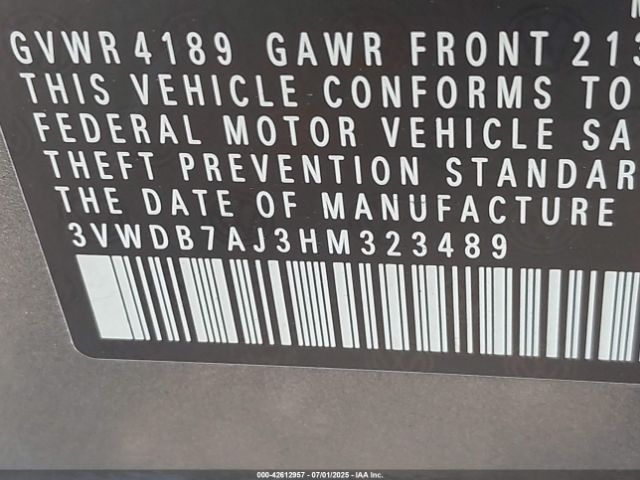 GVWR 4189 GAWR FRONT 213
THIS VEHICLE CONFORMS TO
FEDERAL MOTOR VEHICLE SA
THEFT PREVENTION STANDAR
THE DATE OF MANUFACTURE
3VWDB7AJ3HM323489
000-42612957 • 07/01/2025 • IAA Inc.